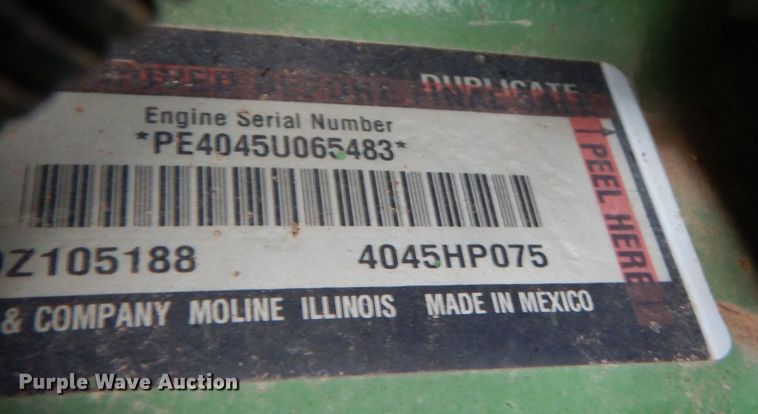 DUPLICATE
Engine Serial Number
*PE4045U065483*
Z105188 4045HP075
& COMPANY MOLINE ILLINOIS MADE IN MEXICO
PEEL HERE
Purple Wave Auction